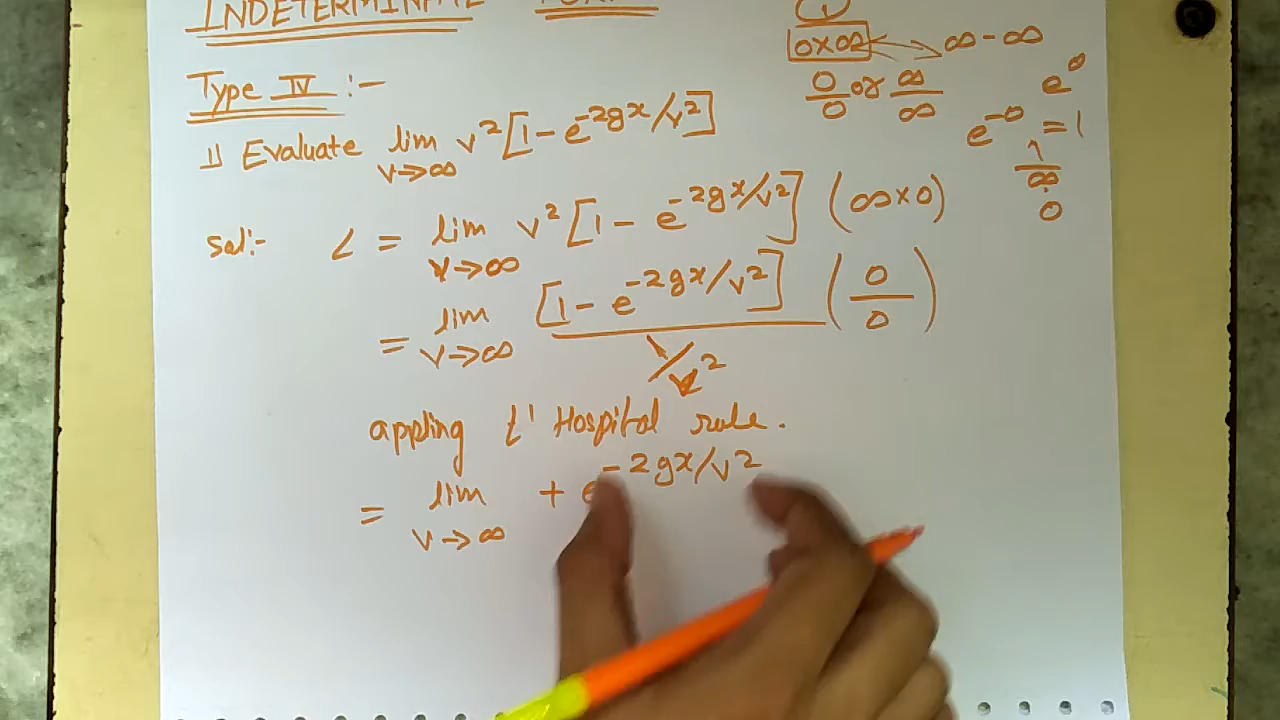 INDETERMINATE
0×∞ ∞ - ∞
0/0 or ∞/∞
e^0
e^-0 = 1
1/∞
0
Type IV :-
1) Evaluate lim v→∞ v²[1 - e^-2gx/v²]
Sol:- L = lim v→∞ v²[1 - e^-2gx/v²] (∞×0)
= lim v→∞ [1 - e^-2gx/v²] / 1/v² (0/0)
appling L' Hospital rule.
= lim v→∞ + e^-2gx/v²